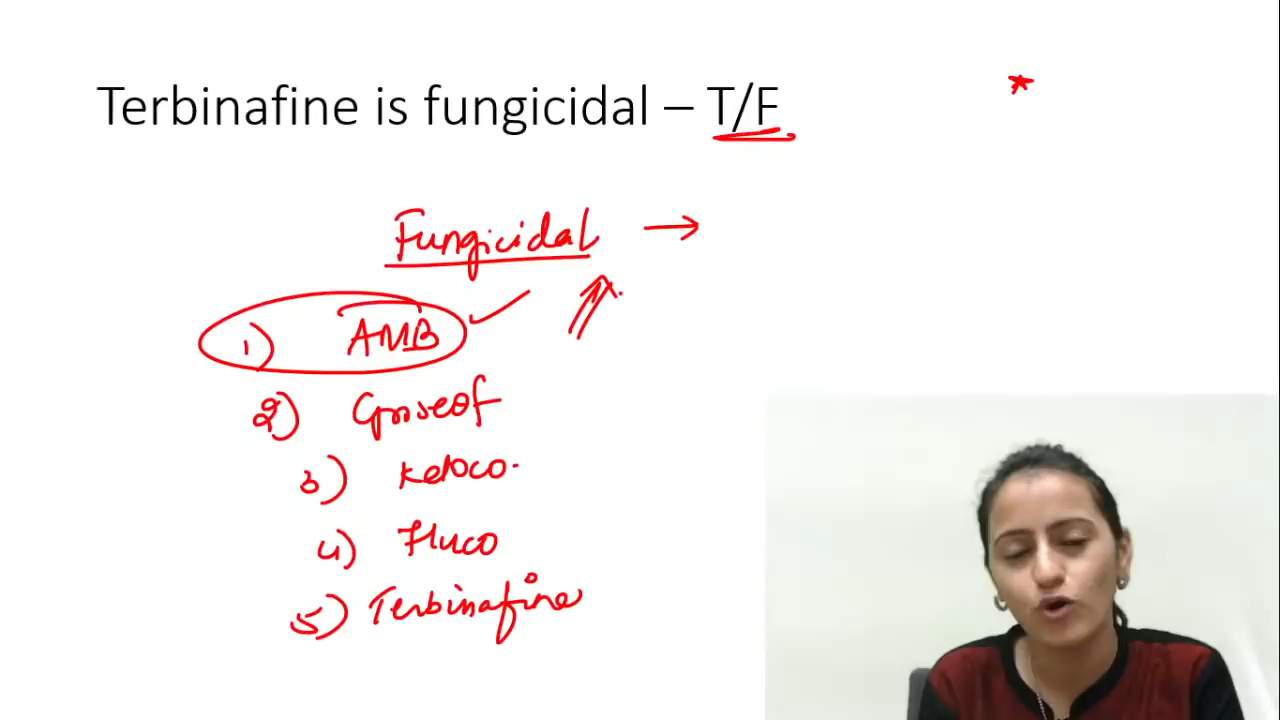 Terbinafine is fungicidal – T/F
*
Fungicidal →
1) AMB ✓
2) Griseof
3) Ketoco.
4) Fluco
5) Terbinafine